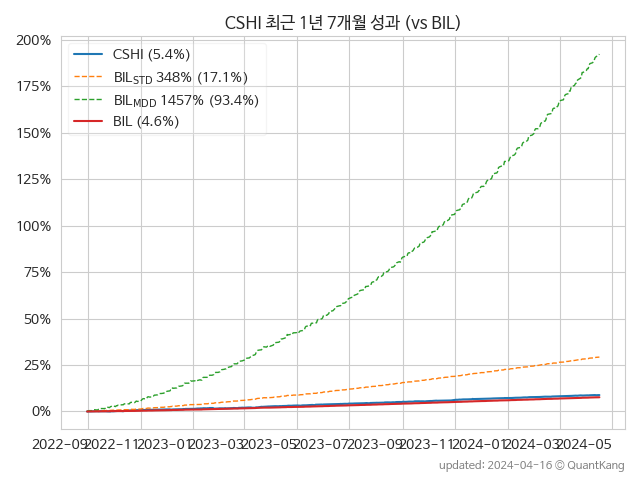 CSHI 최근 1년 7개월 성과 (vs BIL)
200%
175%
150%
125%
100%
75%
50%
25%
0%
CSHI (5.4%)
BIL_STD 348% (17.1%)
BIL_MDD 1457% (93.4%)
BIL (4.6%)
2022-09 2022-11 2023-01 2023-03 2023-05 2023-07 2023-09 2023-11 2024-01 2024-03 2024-05
updated: 2024-04-16 © QuantKang